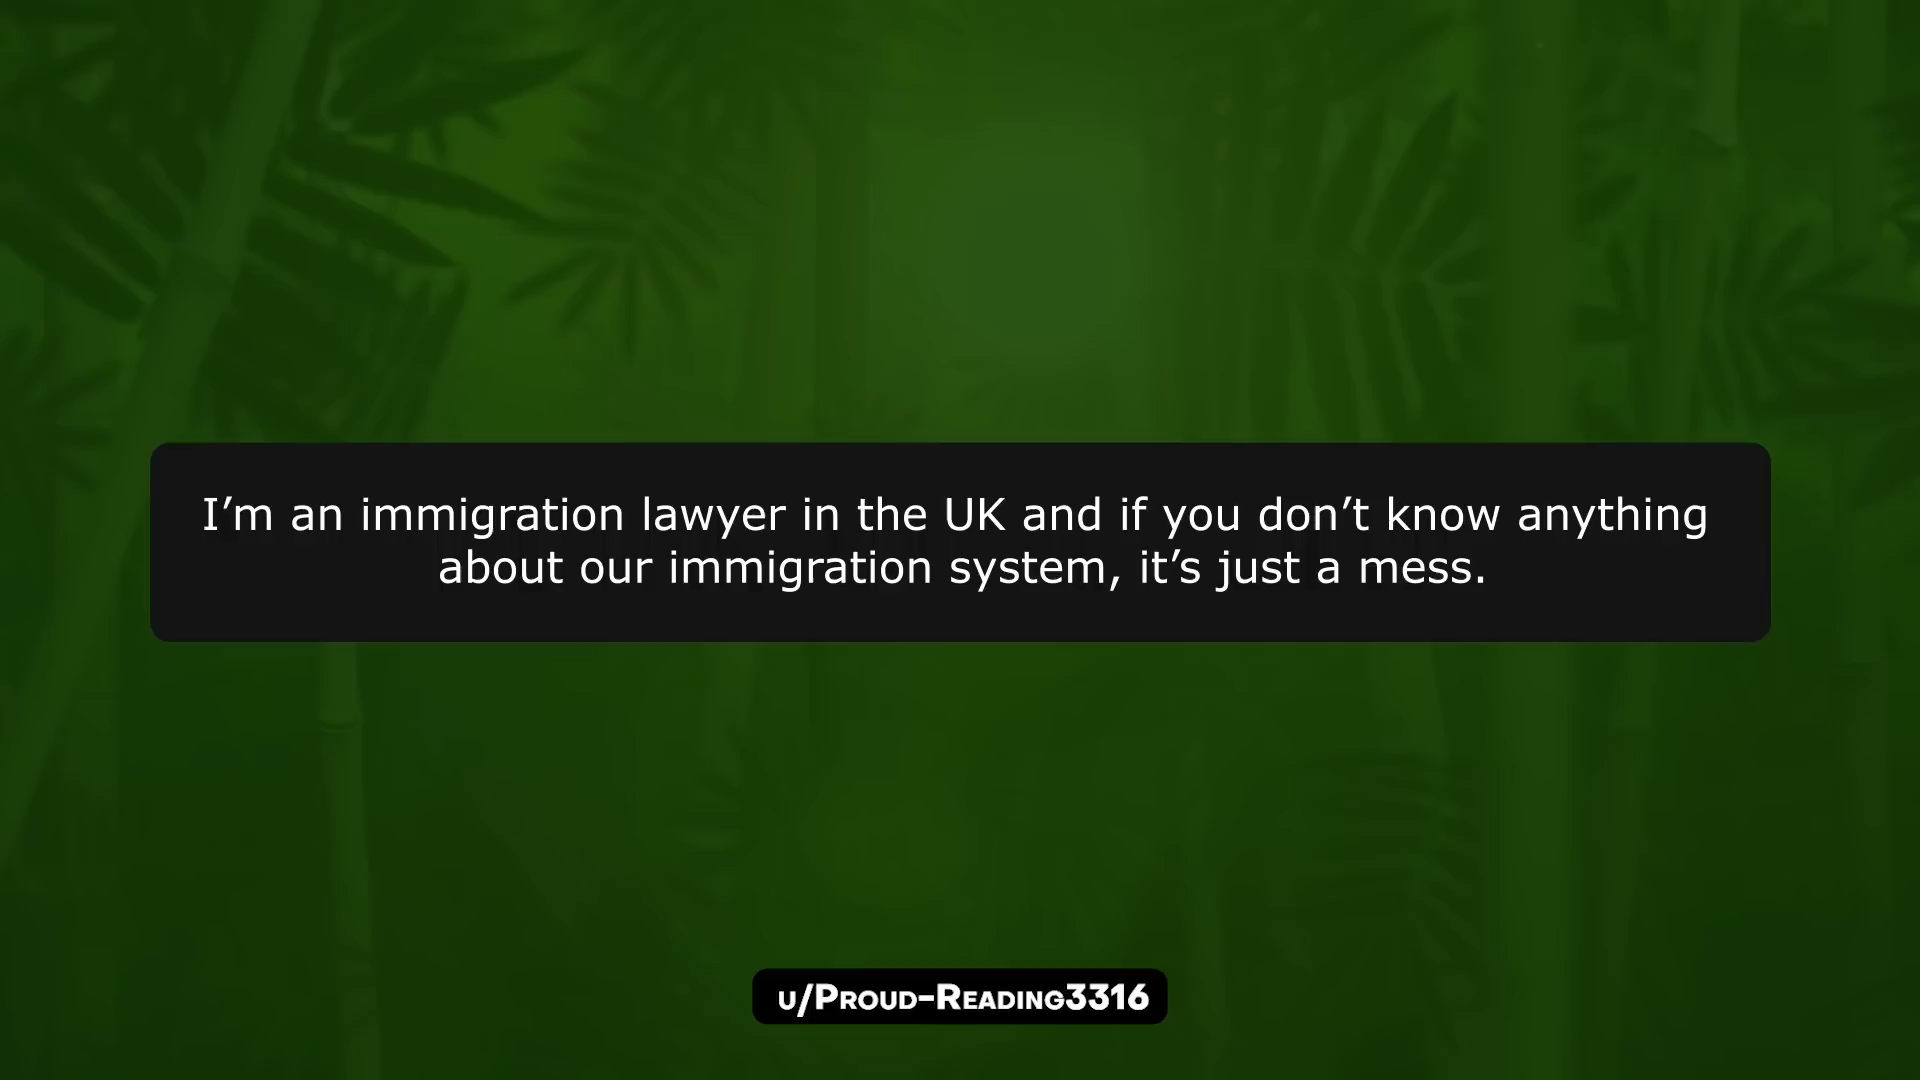 I’m an immigration lawyer in the UK and if you don’t know anything
about our immigration system, it’s just a mess.
u/Proud-Reading3316